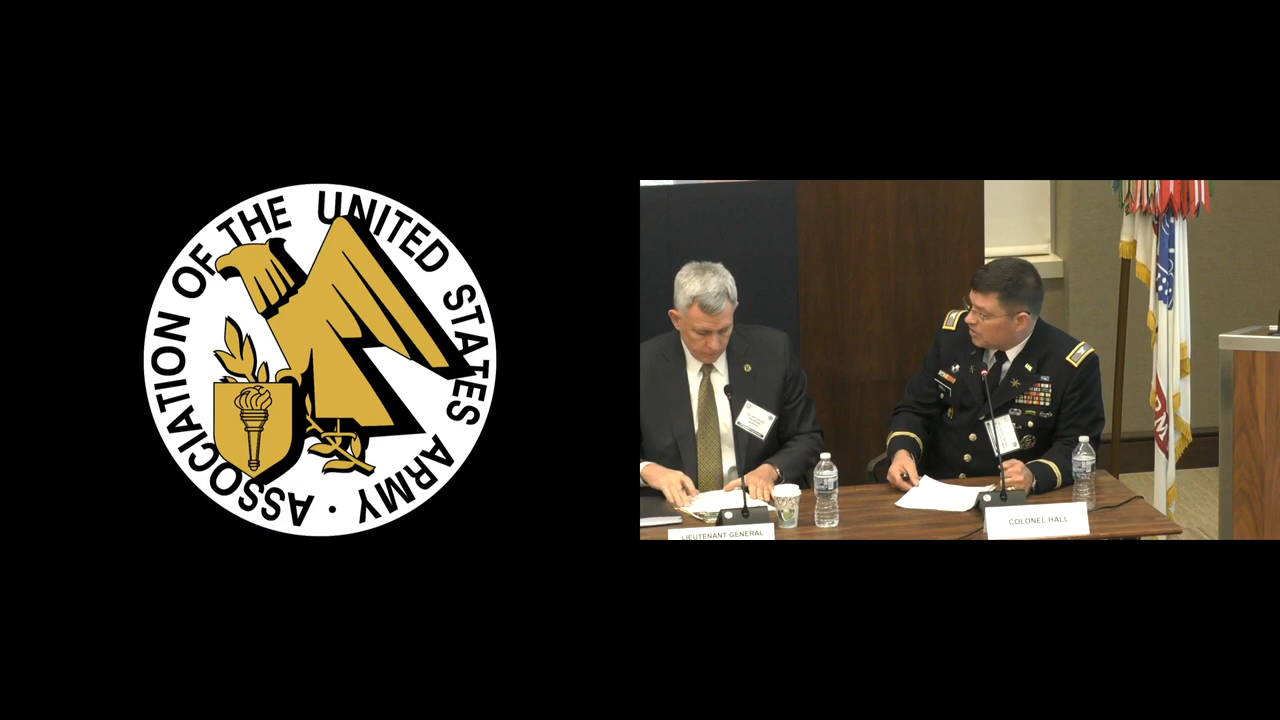 ASSOCIATION OF THE UNITED STATES ARMY ·
LIEUTENANT GENERAL
COLONEL HALL